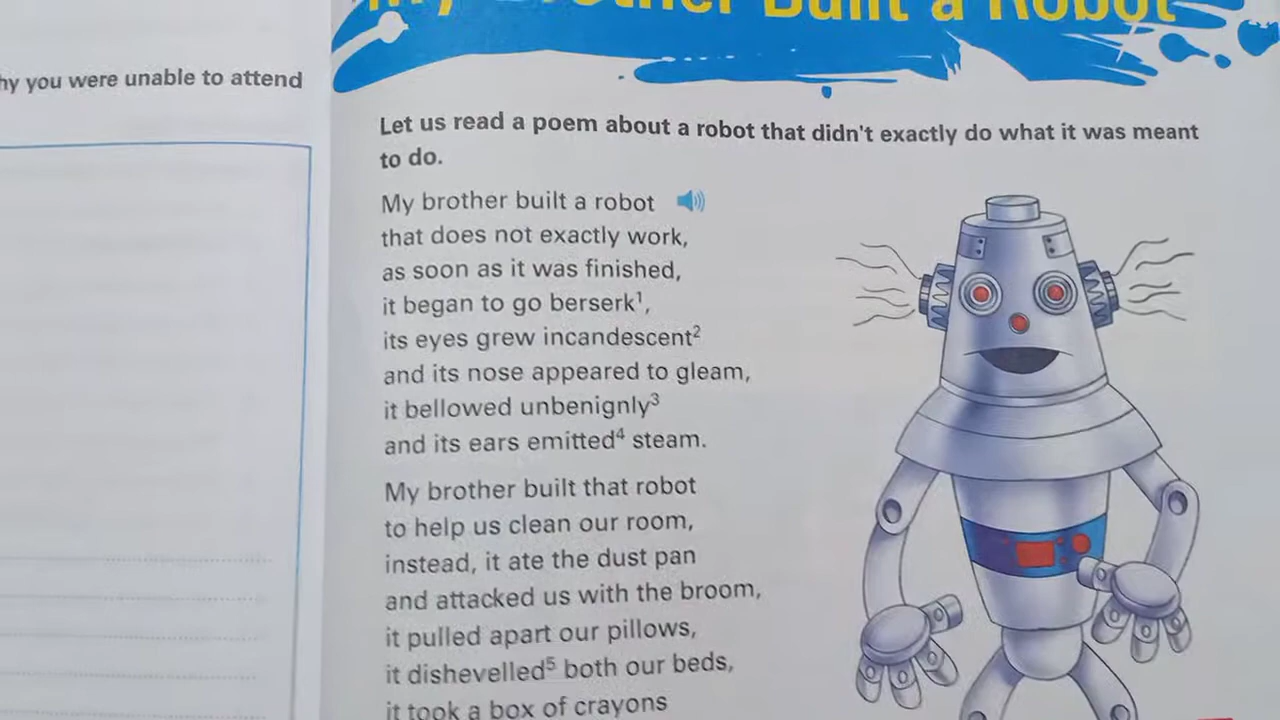 hy you were unable to attend
My Brother Built a Robot
Let us read a poem about a robot that didn't exactly do what it was meant
to do.
My brother built a robot
that does not exactly work,
as soon as it was finished,
it began to go berserk¹,
its eyes grew incandescent²
and its nose appeared to gleam,
it bellowed unbenignly³
and its ears emitted⁴ steam.
My brother built that robot
to help us clean our room,
instead, it ate the dust pan
and attacked us with the broom,
it pulled apart our pillows,
it dishevelled⁵ both our beds,
it took a box of crayons